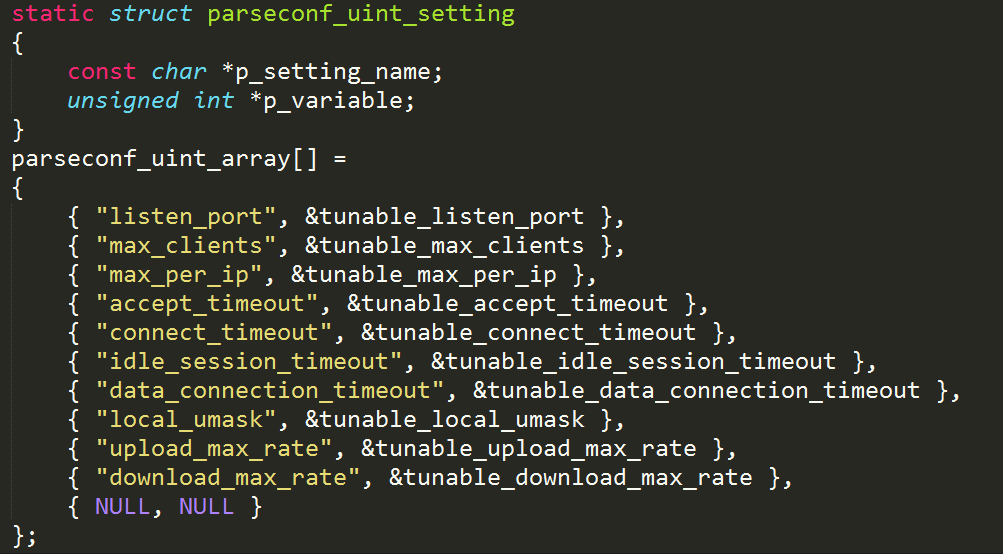 static struct parseconf_uint_setting
{
    const char *p_setting_name;
    unsigned int *p_variable;
}
parseconf_uint_array[] =
{
    { "listen_port", &tunable_listen_port },
    { "max_clients", &tunable_max_clients },
    { "max_per_ip", &tunable_max_per_ip },
    { "accept_timeout", &tunable_accept_timeout },
    { "connect_timeout", &tunable_connect_timeout },
    { "idle_session_timeout", &tunable_idle_session_timeout },
    { "data_connection_timeout", &tunable_data_connection_timeout },
    { "local_umask", &tunable_local_umask },
    { "upload_max_rate", &tunable_upload_max_rate },
    { "download_max_rate", &tunable_download_max_rate },
    { NULL, NULL }
};